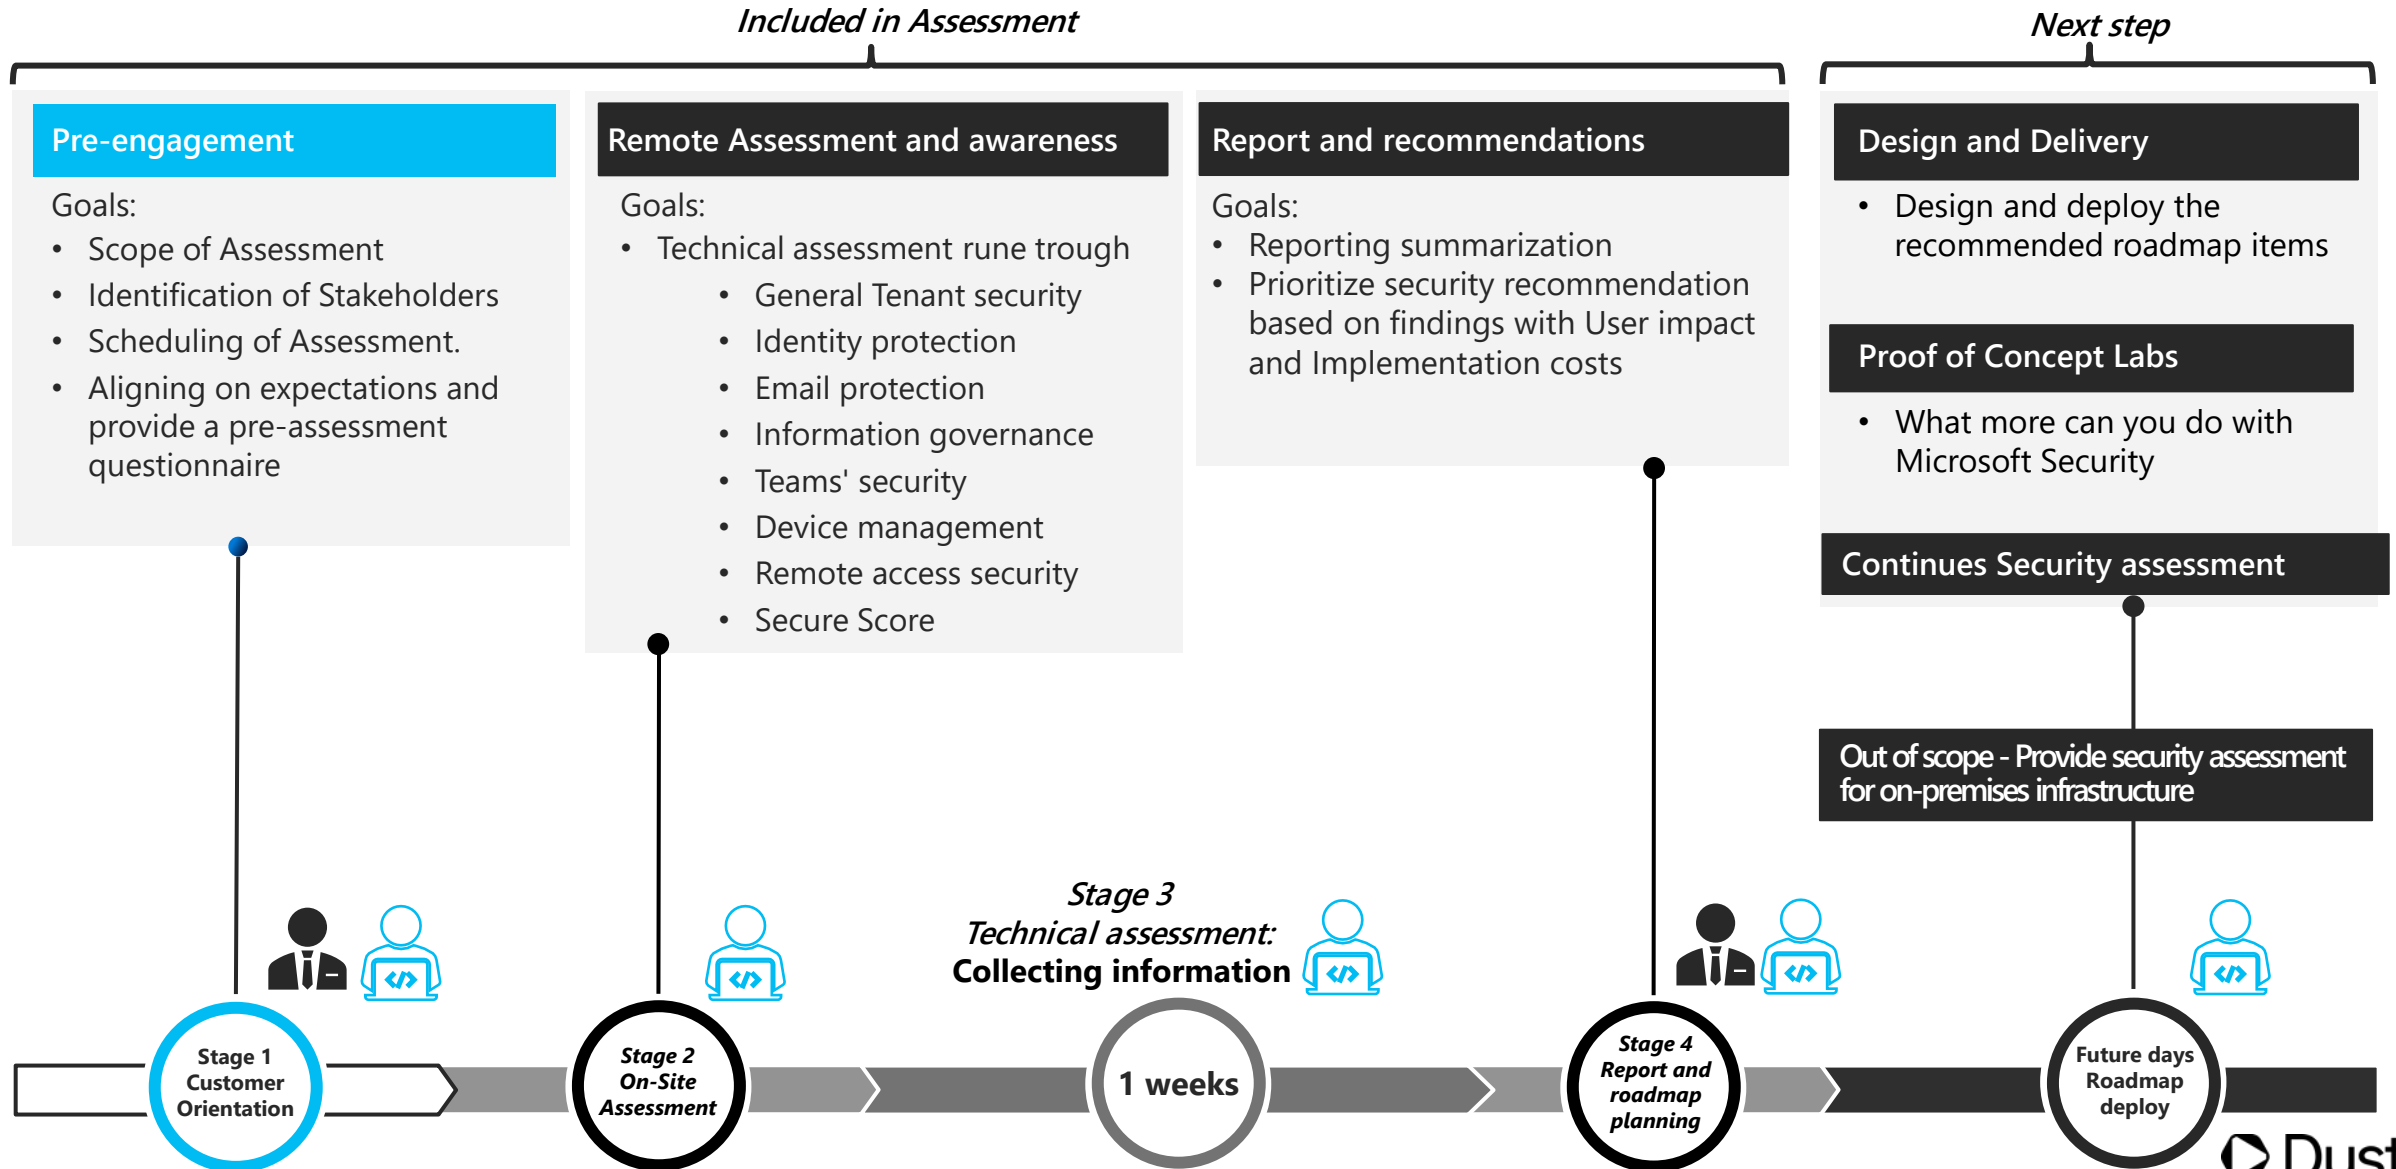 Included in Assessment
Next step
Pre-engagement
Goals:
• Scope of Assessment
• Identification of Stakeholders
• Scheduling of Assessment.
• Aligning on expectations and
provide a pre-assessment
questionnaire
Remote Assessment and awareness
Goals:
• Technical assessment rune trough
• General Tenant security
• Identity protection
• Email protection
• Information governance
• Teams' security
• Device management
• Remote access security
• Secure Score
Report and recommendations
Goals:
• Reporting summarization
• Prioritize security recommendation
based on findings with User impact
and Implementation costs
Design and Delivery
• Design and deploy the
recommended roadmap items
Proof of Concept Labs
• What more can you do with
Microsoft Security
Continues Security assessment
Out of scope - Provide security assessment
for on-premises infrastructure
Stage 3
Technical assessment:
Collecting information
Stage 1
Customer
Orientation
Stage 2
On-Site
Assessment
1 weeks
Stage 4
Report and
roadmap
planning
Future days
Roadmap
deploy